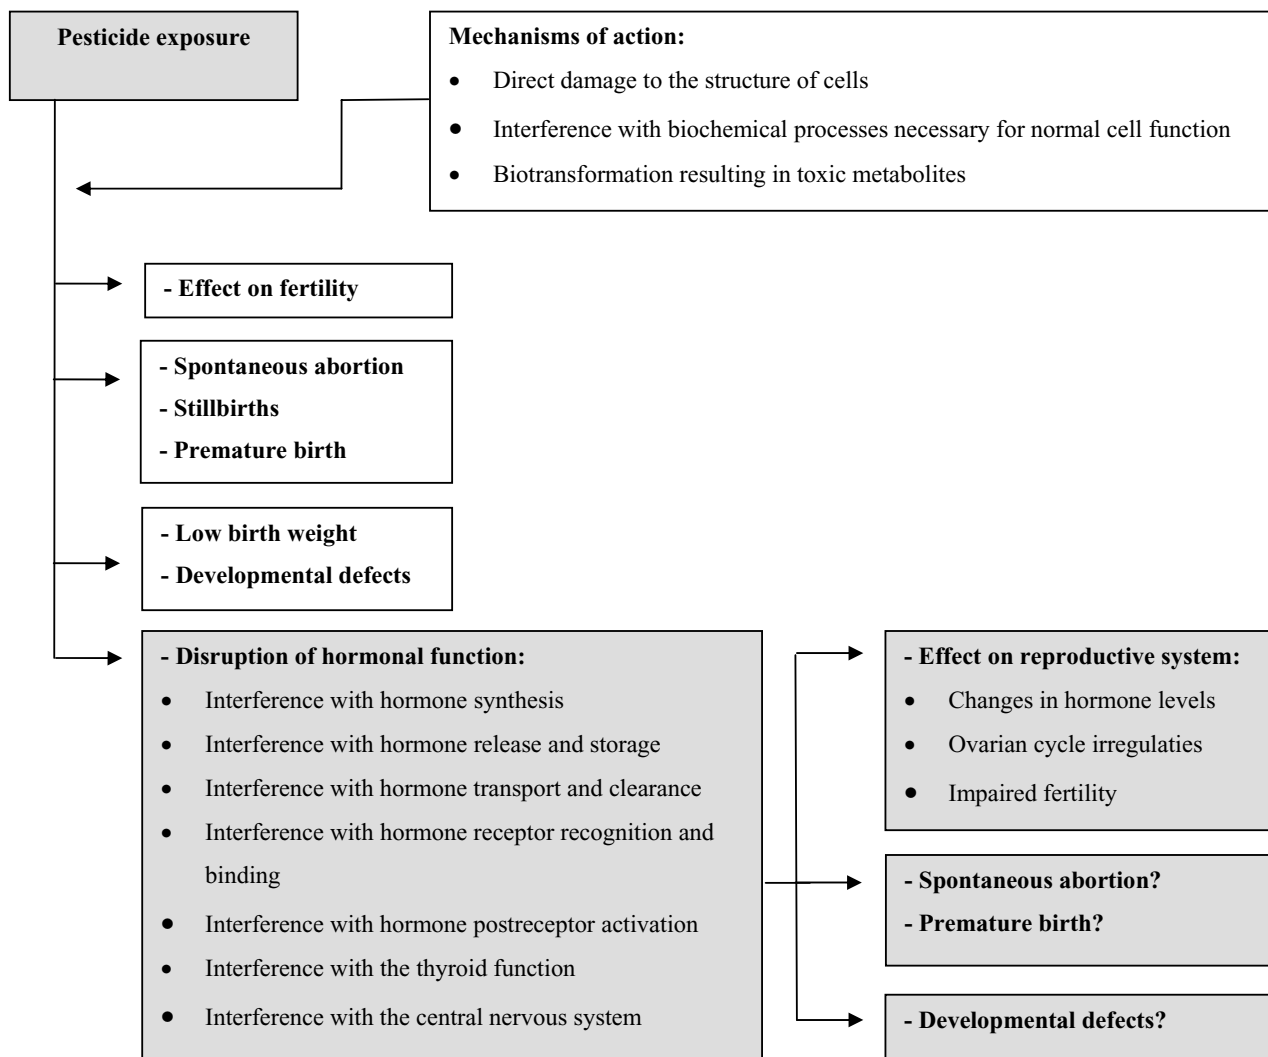 Pesticide exposure
Mechanisms of action:
• Direct damage to the structure of cells
• Interference with biochemical processes necessary for normal cell function
• Biotransformation resulting in toxic metabolites
- Effect on fertility
- Spontaneous abortion
- Stillbirths
- Premature birth
- Low birth weight
- Developmental defects
- Disruption of hormonal function:
• Interference with hormone synthesis
• Interference with hormone release and storage
• Interference with hormone transport and clearance
• Interference with hormone receptor recognition and
binding
• Interference with hormone postreceptor activation
• Interference with the thyroid function
• Interference with the central nervous system
- Effect on reproductive system:
• Changes in hormone levels
• Ovarian cycle irregulaties
• Impaired fertility
- Spontaneous abortion?
- Premature birth?
- Developmental defects?